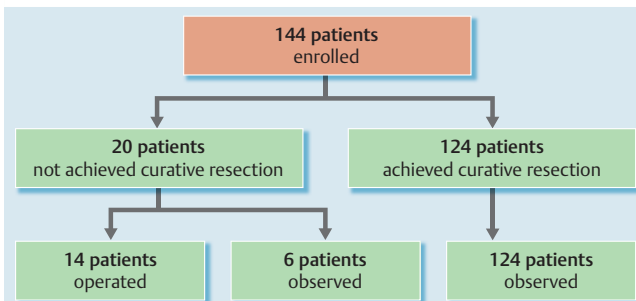 144 patients
enrolled
20 patients
not achieved curative resection
124 patients
achieved curative resection
14 patients
operated
6 patients
observed
124 patients
observed